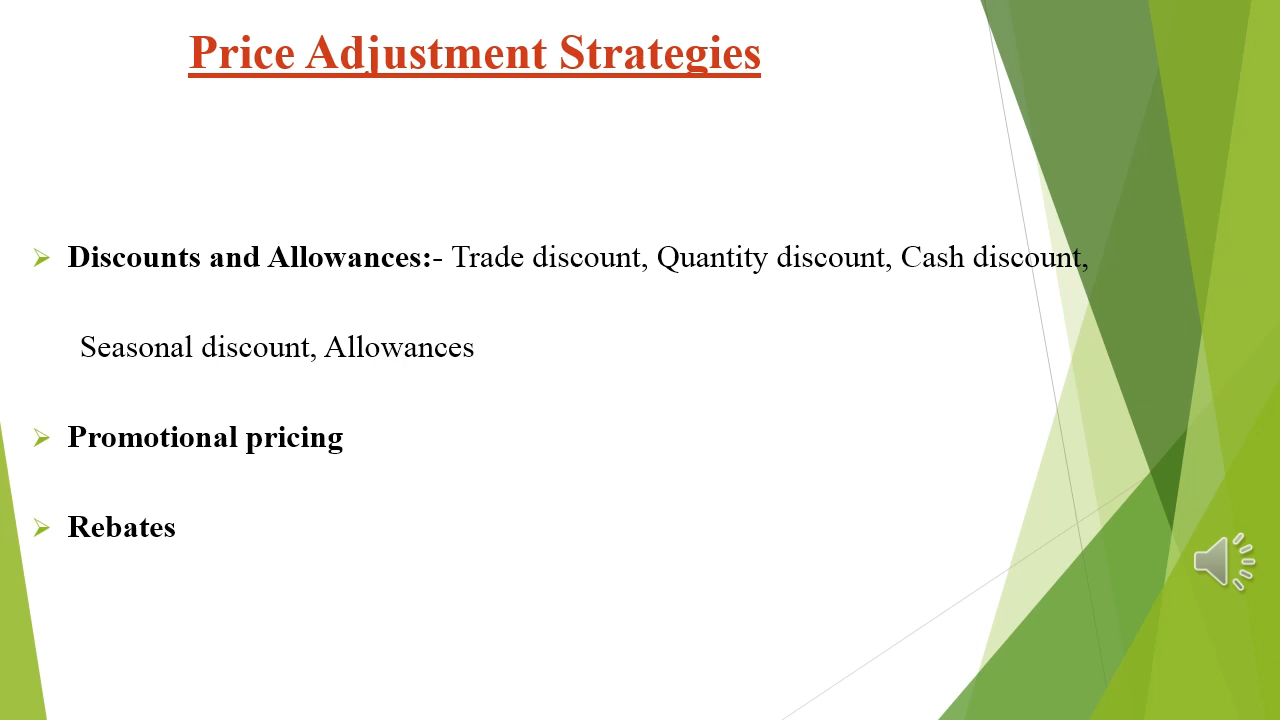 Price Adjustment Strategies
Discounts and Allowances:- Trade discount, Quantity discount, Cash discount,
Seasonal discount, Allowances
Promotional pricing
Rebates